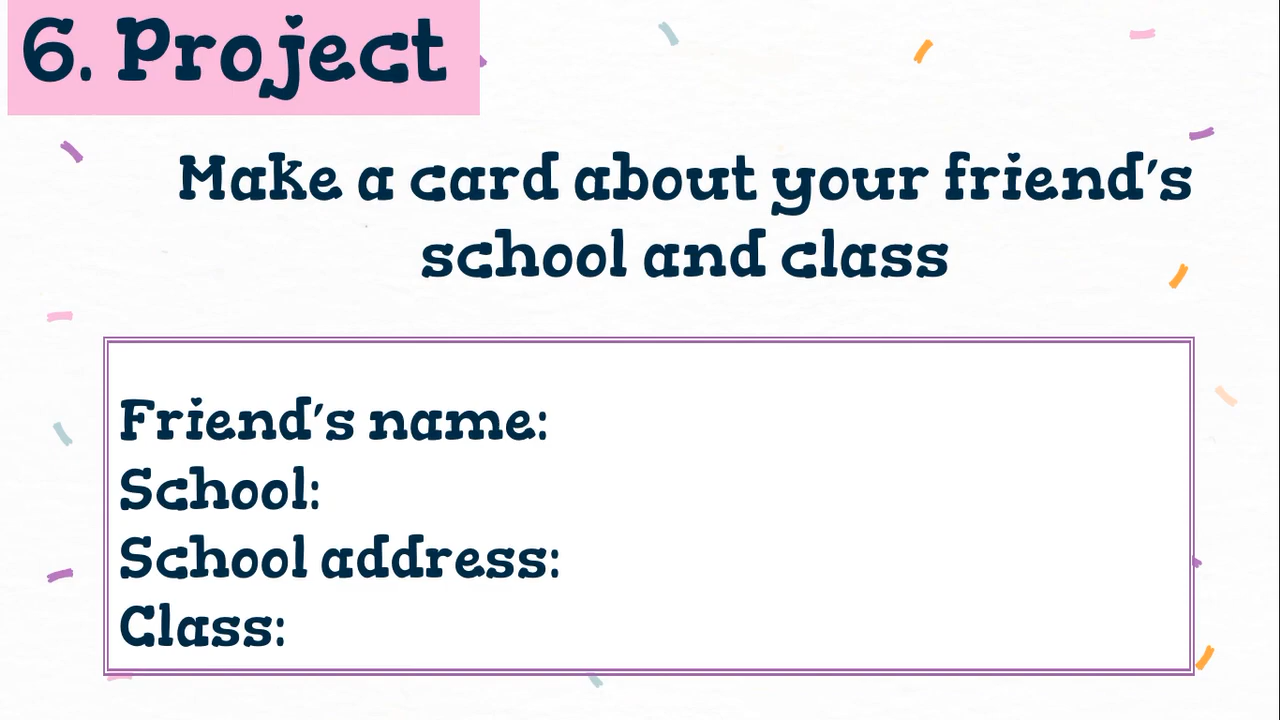 6. Project
Make a card about your friend's
school and class
Friend's name:
School:
School address:
Class: